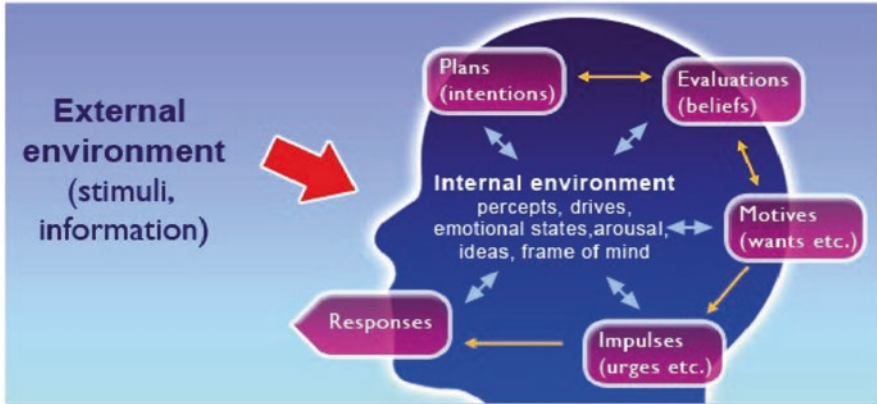 External
environment
(stimuli,
information)
Plans
(intentions)
Evaluations
(beliefs)
Internal environment
percepts, drives,
emotional states,arousal,
ideas, frame of mind
Motives
(wants etc.)
Responses
Impulses
(urges etc.)